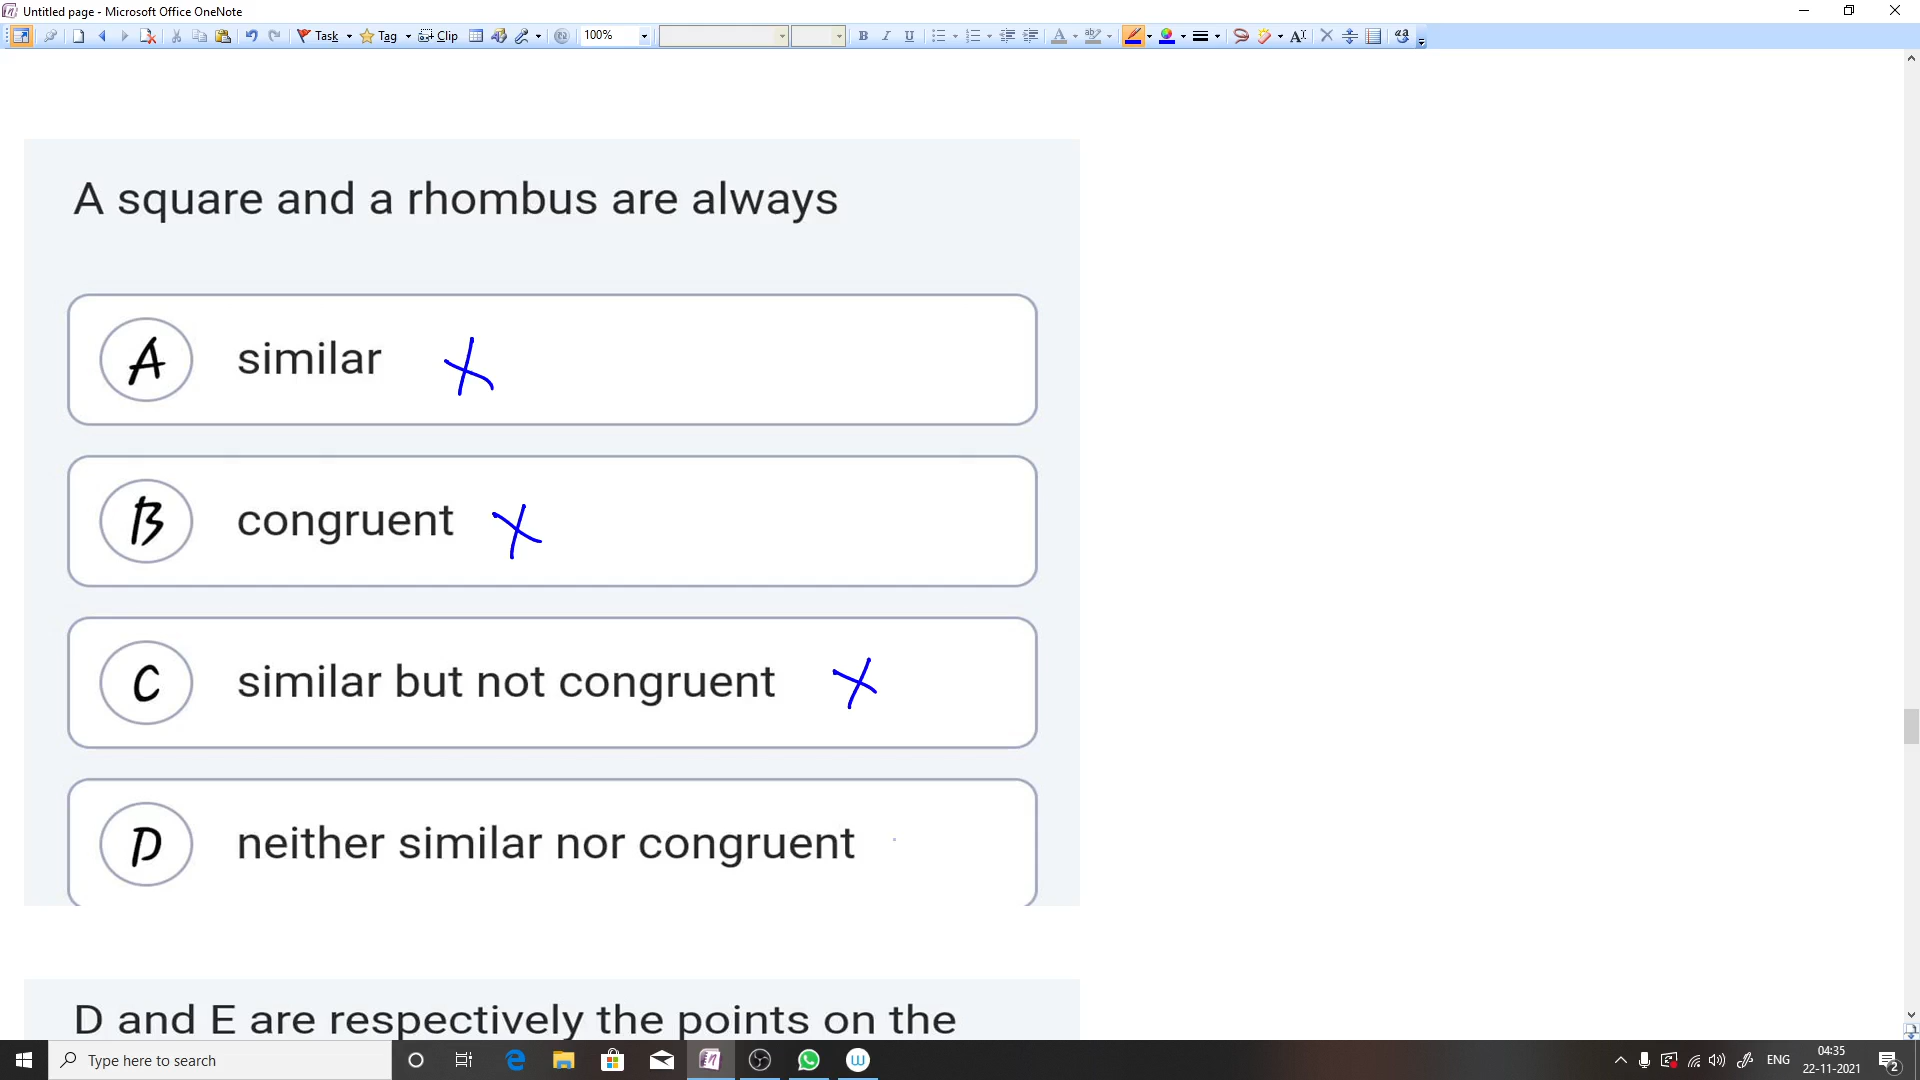 Untitled page - Microsoft Office OneNote
Task Tag Clip 100% B I U
A square and a rhombus are always
A similar X
B congruent X
C similar but not congruent X
D neither similar nor congruent
D and E are respectively the points on the
Type here to search
ENG
04:35
22-11-2021
2